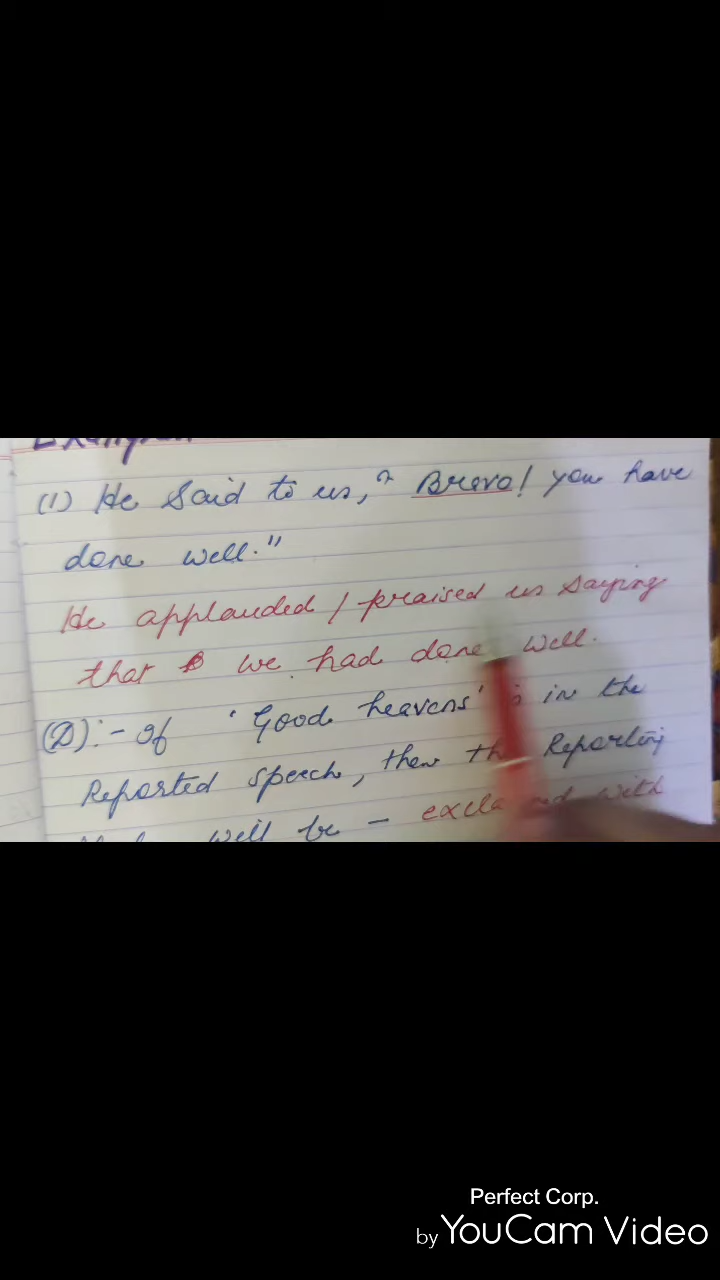 (1) He Said to us, " Bravo! you have
done well."
He applauded / praised us saying
that we had done well.
(D):- If 'Good heavens' is in the
Reported speech, then the Reporting
will be - exclaimed with
Perfect Corp.
by YouCam Video